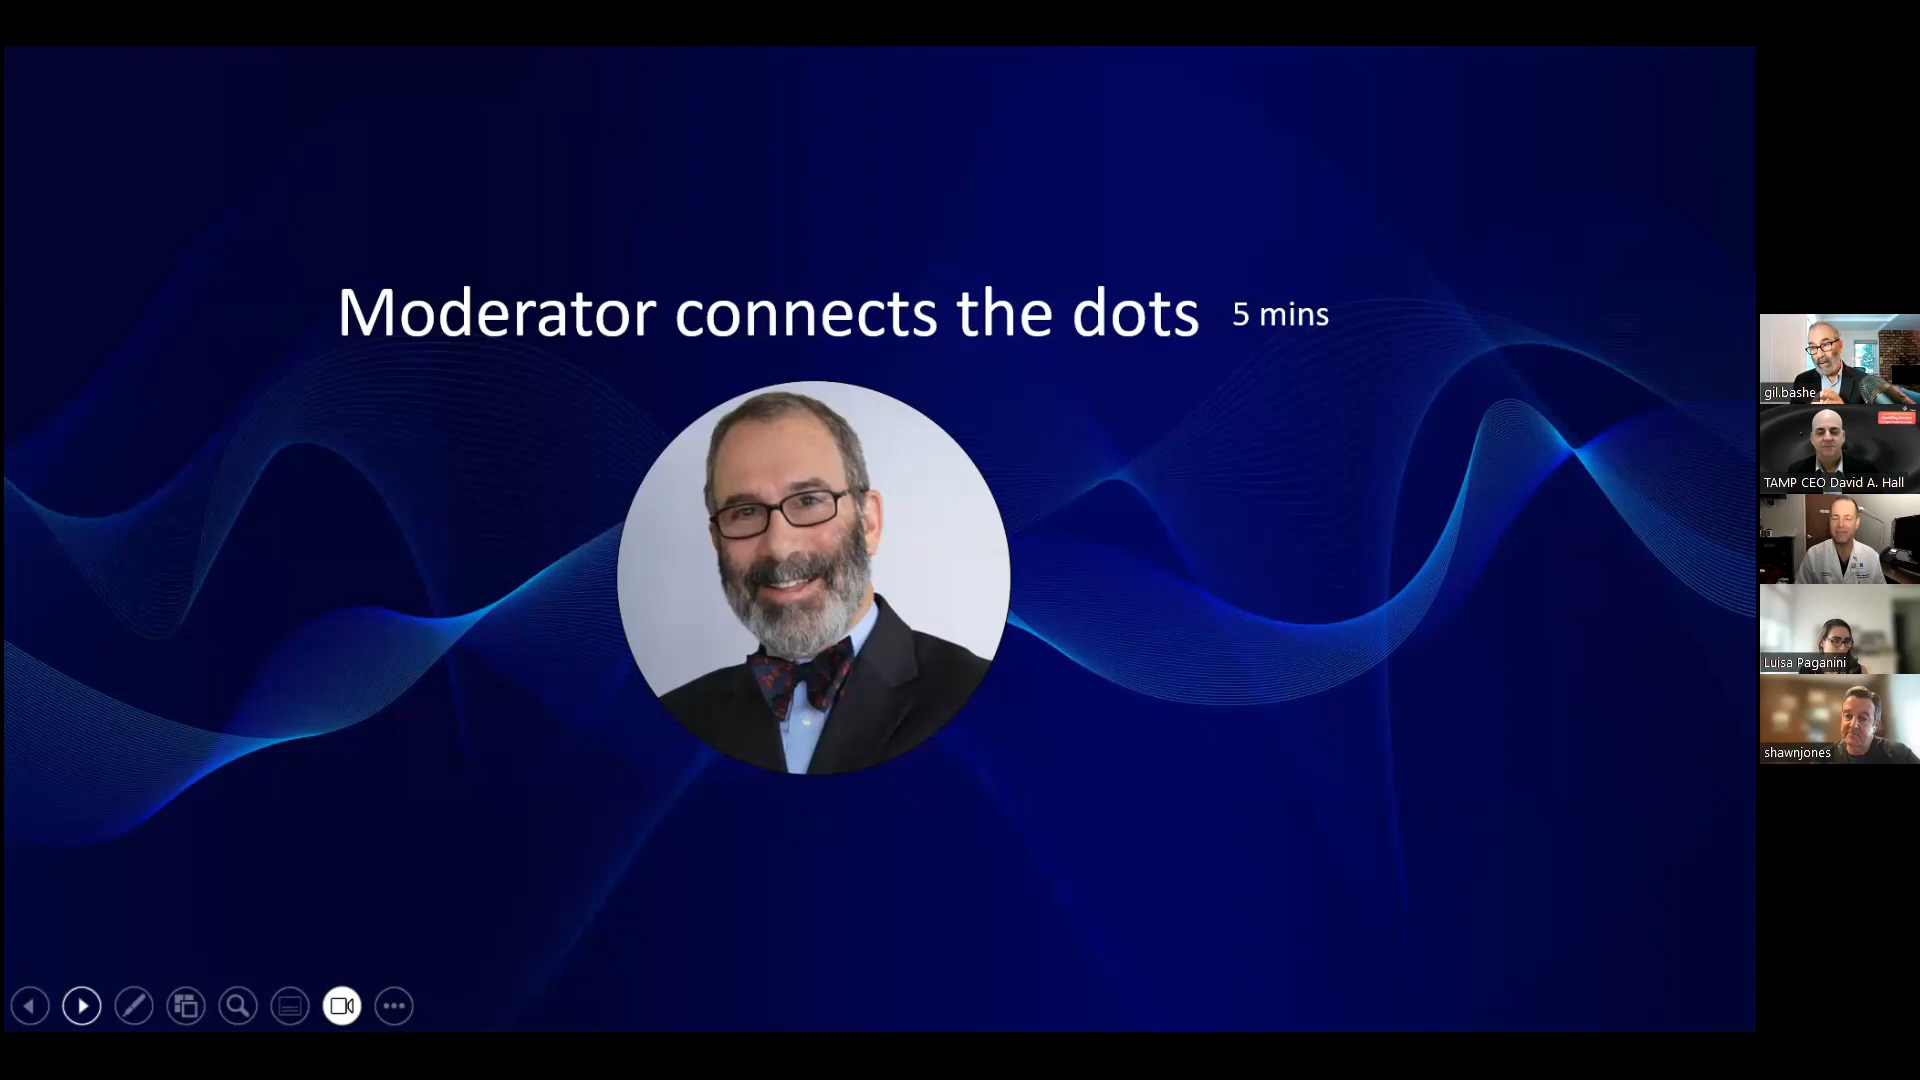 Moderator connects the dots 5 mins
gil.bashe
TAMP CEO David A. Hall
Luisa Paganini
shawnjones